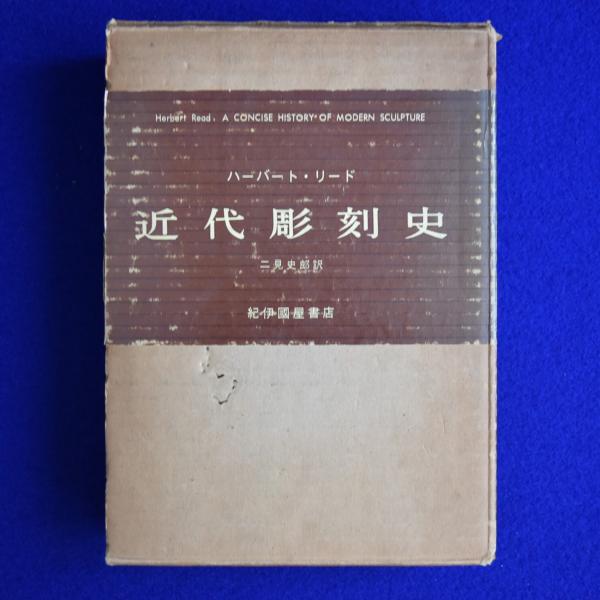 Herbert Read, A CONCISE HISTORY OF MODERN SCULPTURE
ハーバート・リード
近代彫刻史
二見史郎訳
紀伊國屋書店